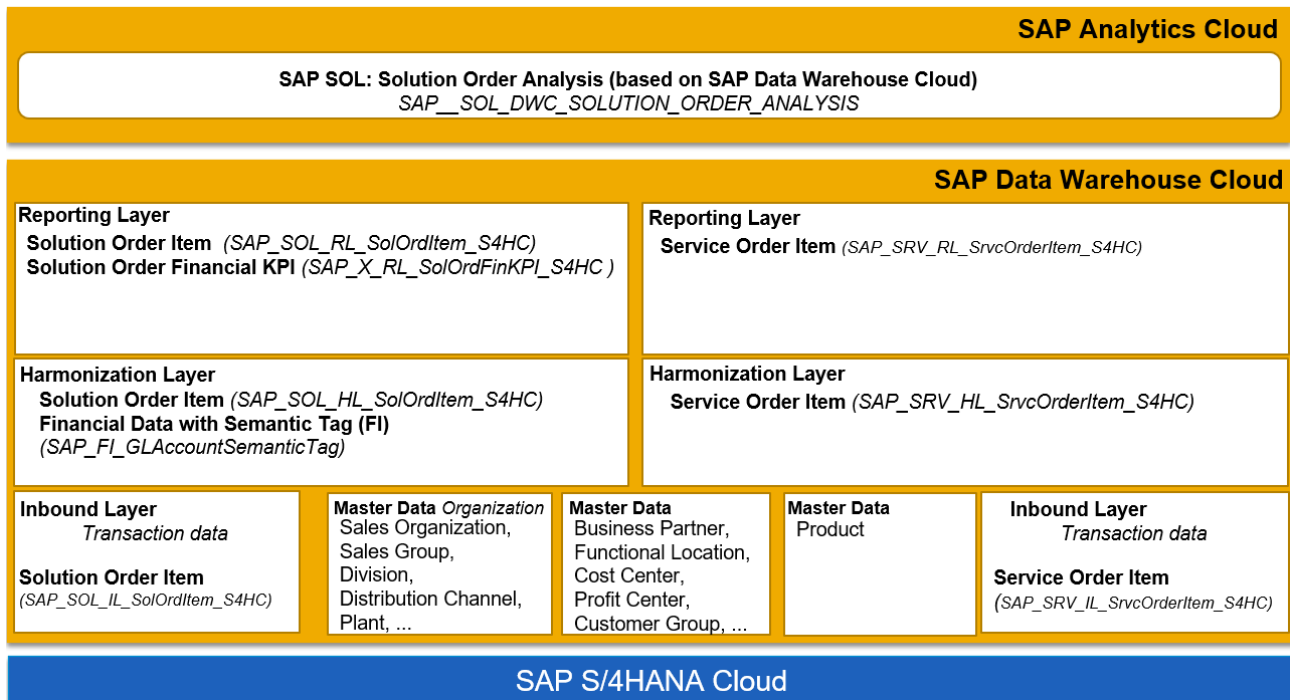 SAP Analytics Cloud
SAP SOL: Solution Order Analysis (based on SAP Data Warehouse Cloud)
SAP__SOL_DWC_SOLUTION_ORDER_ANALYSIS
SAP Data Warehouse Cloud
Reporting Layer
Solution Order Item (SAP_SOL_RL_SolOrdItem_S4HC)
Solution Order Financial KPI (SAP_X_RL_SolOrdFinKPI_S4HC )
Reporting Layer
Service Order Item (SAP_SRV_RL_SrvcOrderItem_S4HC)
Harmonization Layer
Solution Order Item (SAP_SOL_HL_SolOrdItem_S4HC)
Financial Data with Semantic Tag (FI)
(SAP_FI_GLAccountSemanticTag)
Harmonization Layer
Service Order Item (SAP_SRV_HL_SrvcOrderItem_S4HC)
Inbound Layer
Transaction data
Solution Order Item
(SAP_SOL_IL_SolOrdItem_S4HC)
Master Data Organization
Sales Organization,
Sales Group,
Division,
Distribution Channel,
Plant, ...
Master Data
Business Partner,
Functional Location,
Cost Center,
Profit Center,
Customer Group, ...
Master Data
Product
Inbound Layer
Transaction data
Service Order Item
(SAP_SRV_IL_SrvcOrderItem_S4HC)
SAP S/4HANA Cloud